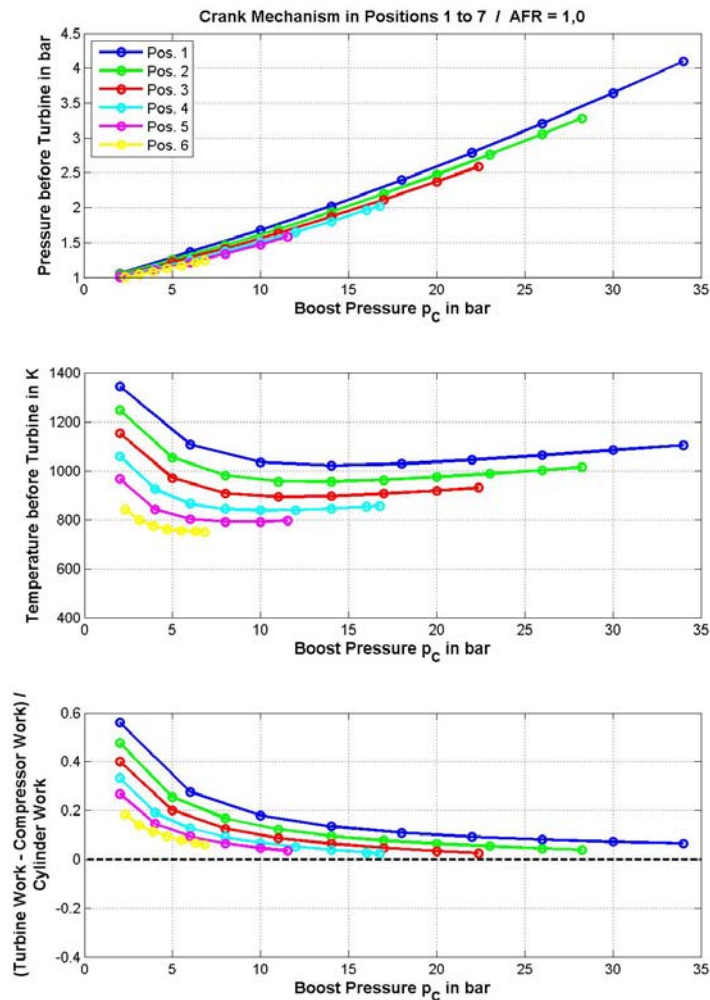 Crank Mechanism in Positions 1 to 7 / AFR = 1,0
Pressure before Turbine in bar
4.5
4
3.5
3
2.5
2
1.5
1
Pos. 1
Pos. 2
Pos. 3
Pos. 4
Pos. 5
Pos. 6
0 5 10 15 20 25 30 35
Boost Pressure pC in bar
Temperature before Turbine in K
1400
1200
1000
800
600
400
0 5 10 15 20 25 30 35
Boost Pressure pC in bar
(Turbine Work - Compressor Work) /
Cylinder Work
0.6
0.4
0.2
0
-0.2
-0.4
0 5 10 15 20 25 30 35
Boost Pressure pC in bar